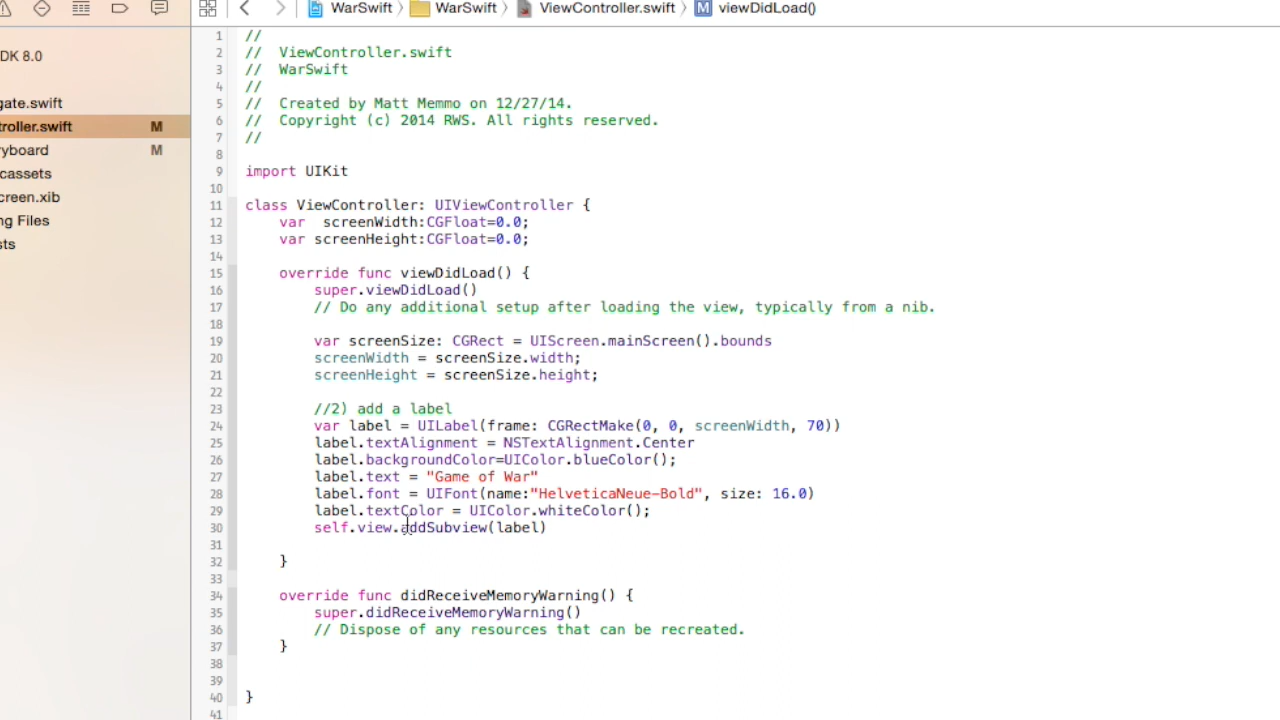 WarSwift
WarSwift
ViewController.swift
M
viewDidLoad()
DK 8.0
gate.swift
roller.swift
M
ryboard
M
cassets
creen.xib
ng Files
sts
1 //
2 //  ViewController.swift
3 //  WarSwift
4 //
5 //  Created by Matt Memmo on 12/27/14.
6 //  Copyright (c) 2014 RWS. All rights reserved.
7 //
8
9 import UIKit
10
11 class ViewController: UIViewController {
12     var  screenWidth:CGFloat=0.0;
13     var screenHeight:CGFloat=0.0;
14
15     override func viewDidLoad() {
16         super.viewDidLoad()
17         // Do any additional setup after loading the view, typically from a nib.
18
19         var screenSize: CGRect = UIScreen.mainScreen().bounds
20         screenWidth = screenSize.width;
21         screenHeight = screenSize.height;
22
23         //2) add a label
24         var label = UILabel(frame: CGRectMake(0, 0, screenWidth, 70))
25         label.textAlignment = NSTextAlignment.Center
26         label.backgroundColor=UIColor.blueColor();
27         label.text = "Game of War"
28         label.font = UIFont(name:"HelveticaNeue-Bold", size: 16.0)
29         label.textColor = UIColor.whiteColor();
30         self.view.addSubview(label)
31
32     }
33
34     override func didReceiveMemoryWarning() {
35         super.didReceiveMemoryWarning()
36         // Dispose of any resources that can be recreated.
37     }
38
39
40 }
41